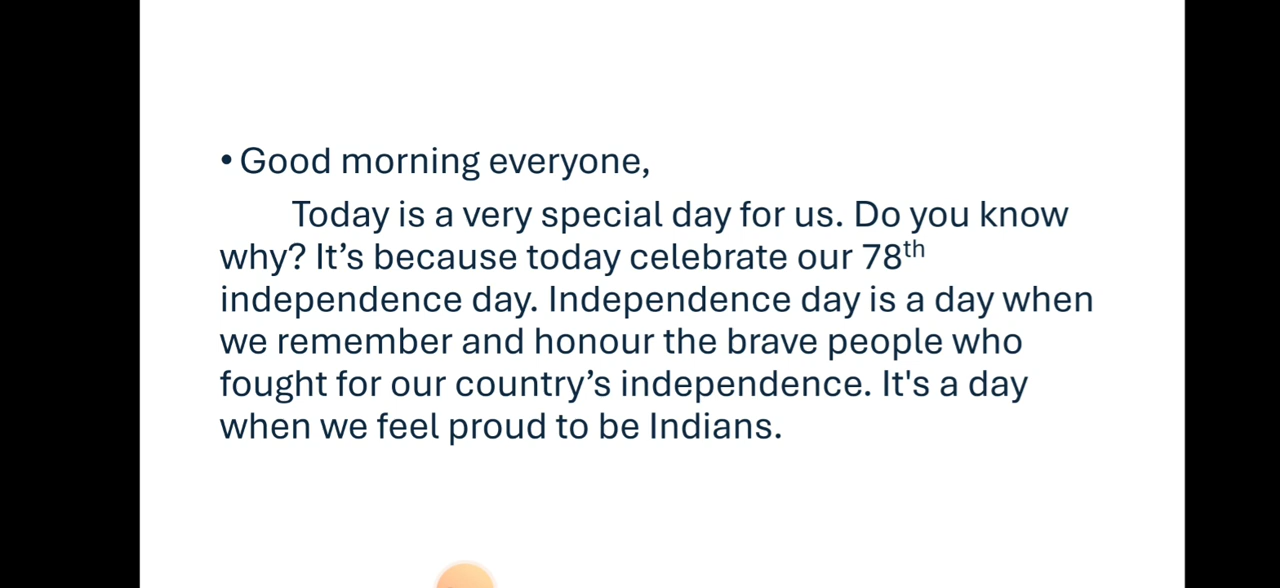 • Good morning everyone,
Today is a very special day for us. Do you know
why? It’s because today celebrate our 78th
independence day. Independence day is a day when
we remember and honour the brave people who
fought for our country’s independence. It's a day
when we feel proud to be Indians.